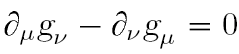 ∂_μ g_ν − ∂_ν g_μ = 0